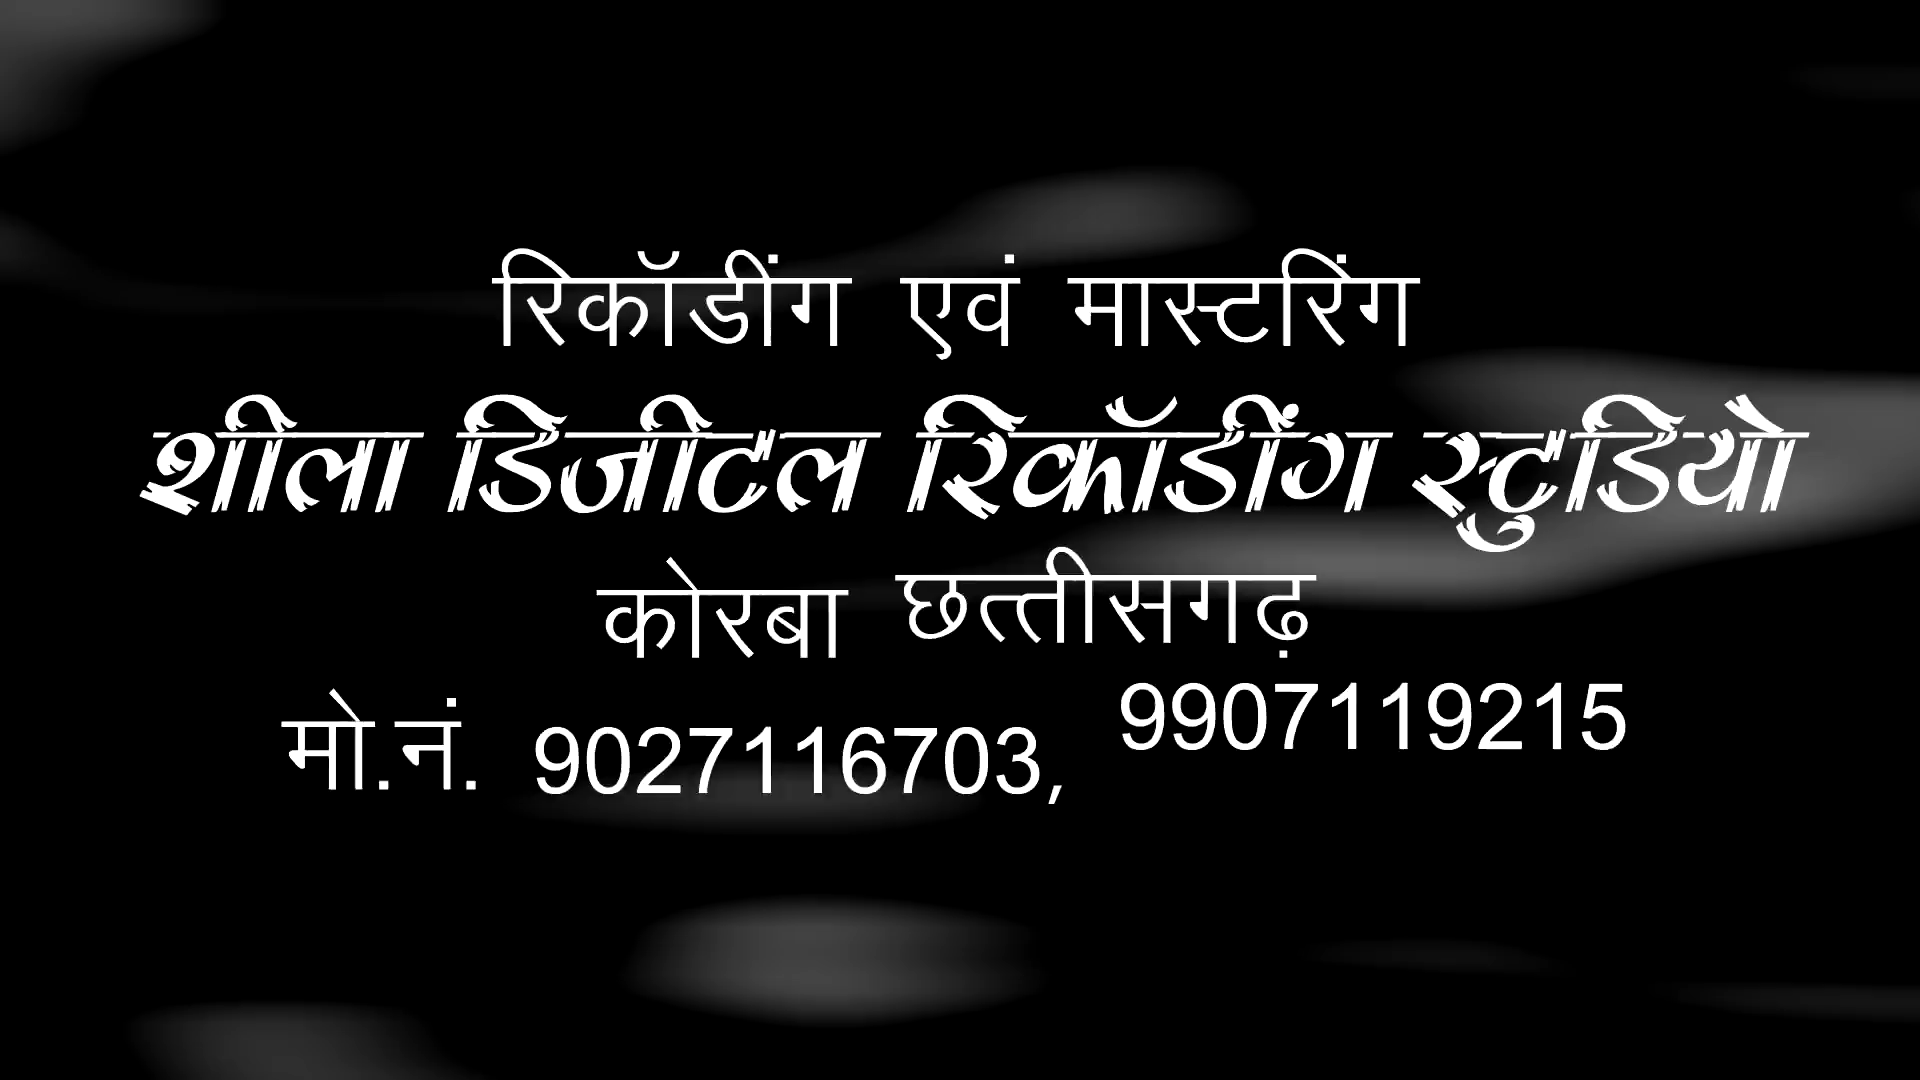 रिकॉडींग एवं मास्टरिंग
शीला डिजीटल रिकॉडींग स्टुडियो
कोरबा छत्तीसगढ़
मो.नं. 9027116703, 9907119215